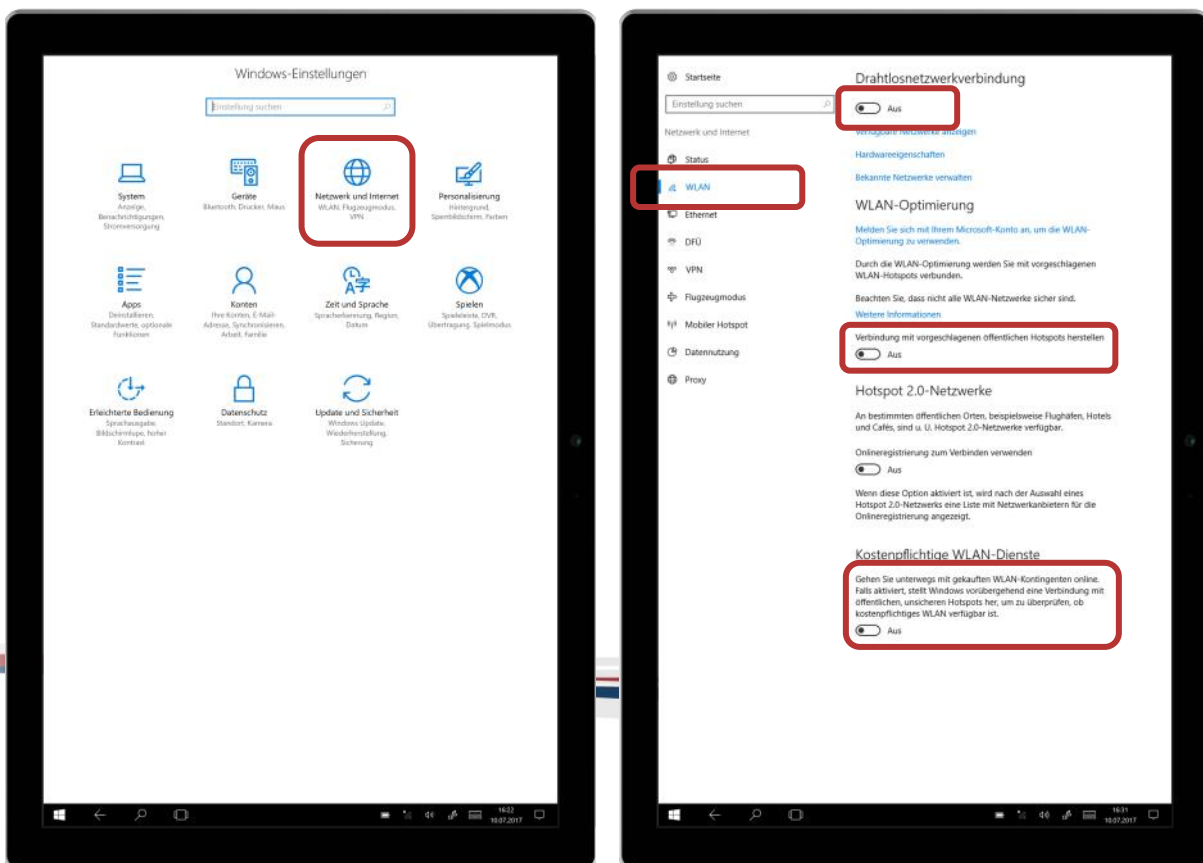 Windows-Einstellungen
Einstellung suchen
System
Anzeige,
Benachrichtigungen,
Stromversorgung
Geräte
Bluetooth, Drucker, Maus
Netzwerk und Internet
WLAN, Flugzeugmodus,
VPN
Personalisierung
Hintergrund,
Sperrbildschirm, Farben
Apps
Deinstallieren,
Standardwerte, optionale
Funktionen
Konten
Ihre Konten, E-Mail-
Adresse, Synchronisieren,
Arbeit, Familie
Zeit und Sprache
Spracherkennung, Region,
Datum
Spielen
Spieleleiste, DVR,
Übertragung, Spielmodus
Erleichterte Bedienung
Sprachausgabe,
Bildschirmlupe, hoher
Kontrast
Datenschutz
Standort, Kamera
Update und Sicherheit
Windows Update,
Wiederherstellung,
Sicherung
16:22
10.07.2017
Startseite
Einstellung suchen
Netzwerk und Internet
Status
WLAN
Ethernet
DFÜ
VPN
Flugzeugmodus
Mobiler Hotspot
Datennutzung
Proxy
Drahtlosnetzwerkverbindung
Aus
Verfügbare Netzwerke anzeigen
Hardwareeigenschaften
Bekannte Netzwerke verwalten
WLAN-Optimierung
Melden Sie sich mit Ihrem Microsoft-Konto an, um die WLAN-
Optimierung zu verwenden.
Durch die WLAN-Optimierung werden Sie mit vorgeschlagenen
WLAN-Hotspots verbunden.
Beachten Sie, dass nicht alle WLAN-Netzwerke sicher sind.
Weitere Informationen
Verbindung mit vorgeschlagenen öffentlichen Hotspots herstellen
Aus
Hotspot 2.0-Netzwerke
An bestimmten öffentlichen Orten, beispielsweise Flughäfen, Hotels
und Cafés, sind u. U. Hotspot 2.0-Netzwerke verfügbar.
Onlineregistrierung zum Verbinden verwenden
Aus
Wenn diese Option aktiviert ist, wird nach der Auswahl eines
Hotspot 2.0-Netzwerks eine Liste mit Netzwerkanbietern für die
Onlineregistrierung angezeigt.
Kostenpflichtige WLAN-Dienste
Gehen Sie unterwegs mit gekauften WLAN-Kontingenten online.
Falls aktiviert, stellt Windows vorübergehend eine Verbindung mit
öffentlichen, unsicheren Hotspots her, um zu überprüfen, ob
kostenpflichtiges WLAN verfügbar ist.
Aus
16:31
10.07.2017